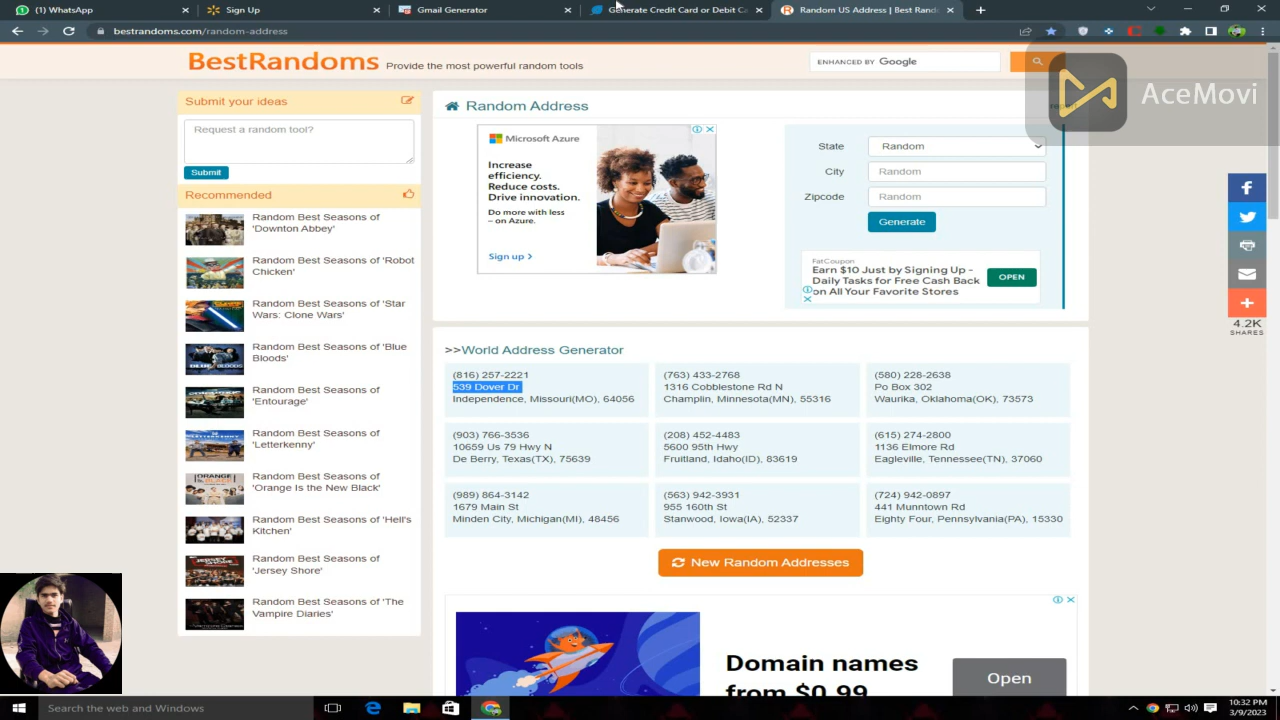 (1) WhatsApp
Sign Up
Gmail Generator
Generate Credit Card or Debit Ca
Random US Address | Best Rand
bestrandoms.com/random-address
BestRandoms Provide the most powerful random tools
ENHANCED BY Google
AceMovi
Submit your ideas
Request a random tool?
Submit
Recommended
Random Best Seasons of
'Downton Abbey'
Random Best Seasons of 'Robot
Chicken'
Random Best Seasons of 'Star
Wars: Clone Wars'
Random Best Seasons of 'Blue
Bloods'
Random Best Seasons of
'Entourage'
Random Best Seasons of
'Letterkenny'
Random Best Seasons of
'Orange Is the New Black'
Random Best Seasons of 'Hell's
Kitchen'
Random Best Seasons of
'Jersey Shore'
Random Best Seasons of 'The
Vampire Diaries'
Random Address
Microsoft Azure
Increase
efficiency.
Reduce costs.
Drive innovation.
Do more with less
– on Azure.
Sign up >
State Random
City Random
Zipcode Random
Generate
FatCoupon
Earn $10 Just by Signing Up -
Daily Tasks for Free Cash Back
on All Your Favorite Stores
OPEN
4.2K
SHARES
>>World Address Generator
(816) 257-2221
539 Dover Dr
Independence, Missouri(MO), 64056
(763) 433-2768
1316 Cobblestone Rd N
Champlin, Minnesota(MN), 55316
(580) 228-2638
Po Box 302
Waurika, Oklahoma(OK), 73573
(903) 766-3536
10659 Us 79 Hwy N
De Berry, Texas(TX), 75639
(208) 452-4483
5600 95th Hwy
Fruitland, Idaho(ID), 83619
(615) 274-2800
1136 Elmore Rd
Eagleville, Tennessee(TN), 37060
(989) 864-3142
1679 Main St
Minden City, Michigan(MI), 48456
(563) 942-3931
955 160th St
Stanwood, Iowa(IA), 52337
(724) 942-0897
441 Munntown Rd
Eighty Four, Pennsylvania(PA), 15330
New Random Addresses
Domain names
from $0.99
Open
Search the web and Windows
10:32 PM
3/9/2023